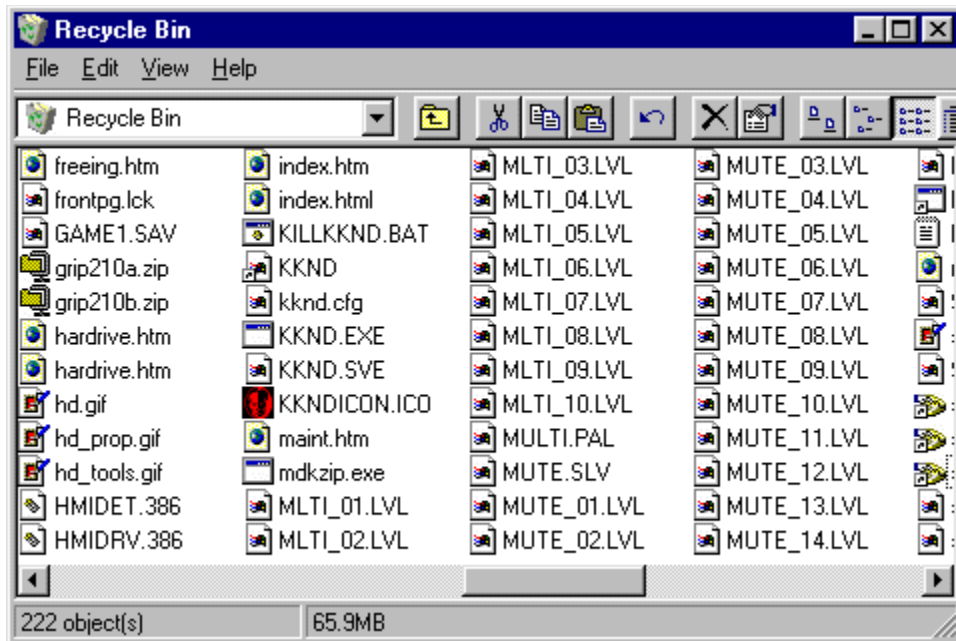 Recycle Bin
File Edit View Help
Recycle Bin
freeing.htm index.htm MLTI_03.LVL MUTE_03.LVL
frontpg.lck index.html MLTI_04.LVL MUTE_04.LVL
GAME1.SAV KILLKKND.BAT MLTI_05.LVL MUTE_05.LVL
grip210a.zip KKND MLTI_06.LVL MUTE_06.LVL
grip210b.zip kknd.cfg MLTI_07.LVL MUTE_07.LVL
hardrive.htm KKND.EXE MLTI_08.LVL MUTE_08.LVL
hardrive.htm KKND.SVE MLTI_09.LVL MUTE_09.LVL
hd.gif KKNDICON.ICO MLTI_10.LVL MUTE_10.LVL
hd_prop.gif maint.htm MULTI.PAL MUTE_11.LVL
hd_tools.gif mdkzip.exe MUTE.SLV MUTE_12.LVL
HMIDET.386 MLTI_01.LVL MUTE_01.LVL MUTE_13.LVL
HMIDRV.386 MLTI_02.LVL MUTE_02.LVL MUTE_14.LVL
222 object(s) 65.9MB